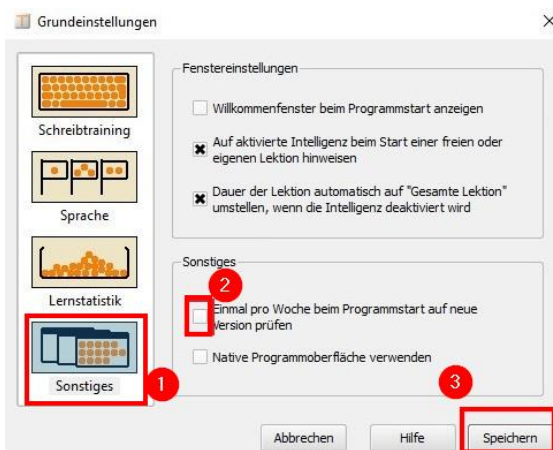 Grundeinstellungen
Schreibtraining
Sprache
Lernstatistik
Sonstiges
1
Fenstereinstellungen
Willkommenfenster beim Programmstart anzeigen
Auf aktivierte Intelligenz beim Start einer freien oder
eigenen Lektion hinweisen
Dauer der Lektion automatisch auf "Gesamte Lektion"
umstellen, wenn die Intelligenz deaktiviert wird
Sonstiges
2
Einmal pro Woche beim Programmstart auf neue
Version prüfen
Native Programmoberfläche verwenden
3
Abbrechen
Hilfe
Speichern